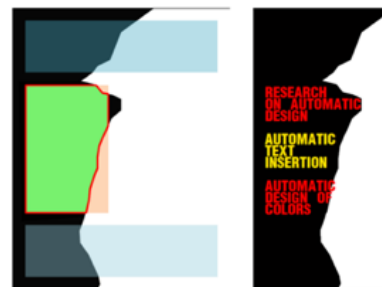 RESEARCH
ON AUTOMATIC
DESIGN
AUTOMATIC
TEXT
INSERTION
AUTOMATIC
DESIGN OF
COLORS